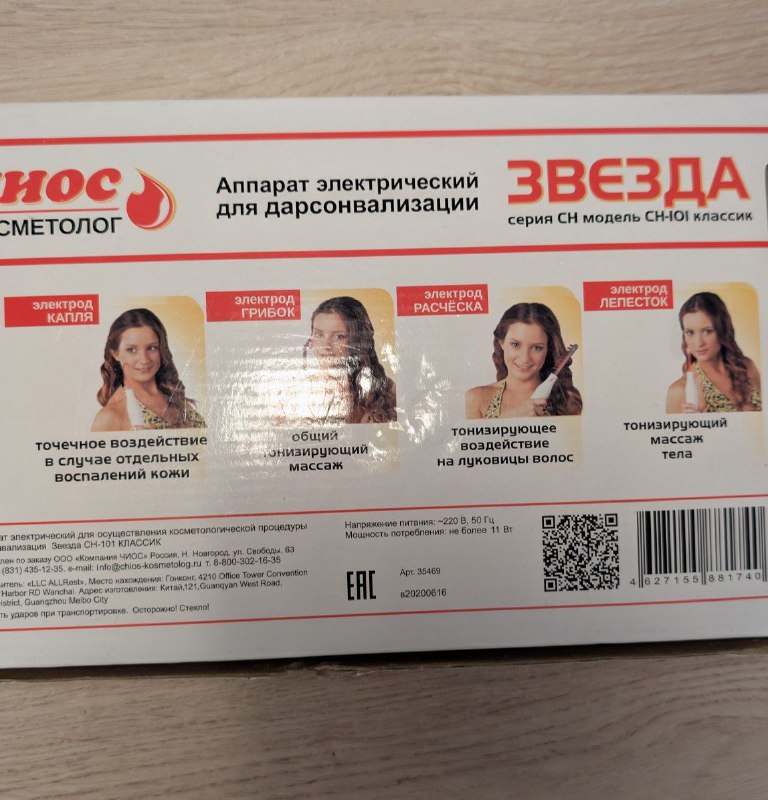 ЧИОС
КОСМЕТОЛОГ
Аппарат электрический
для дарсонвализации
ЗВЕЗДА
серия СН модель СН-101 классик
электрод
КАПЛЯ
точечное воздействие
в случае отдельных
воспалений кожи
электрод
ГРИБОК
общий
тонизирующий
массаж
электрод
РАСЧЁСКА
тонизирующее
воздействие
на луковицы волос
электрод
ЛЕПЕСТОК
тонизирующий
массаж
тела
электрический для осуществления косметологической процедуры
Звезда СН-101 КЛАССИК
по заказу ООО «Компания ЧИОС» Россия, Н. Новгород, ул. Свободы, 63
(831) 435-12-35. e-mail: info@chios-kosmetolog.ru т. 8-800-302-16-35
«LLC ALLRest», Место нахождения: Гонконг, 4210 Office Tower Convention
Harbor RD Wanchai. Адрес изготовления: Китай,121,Guanqyan West Road,
Guangzhou Meibo City
ударов при транспортировке. Осторожно! Стекло!
Напряжение питания: ~220 В, 50 Гц
Мощность потребления: не более 11 Вт
EAC
Арт. 35469
в20200616
4 627155 881740